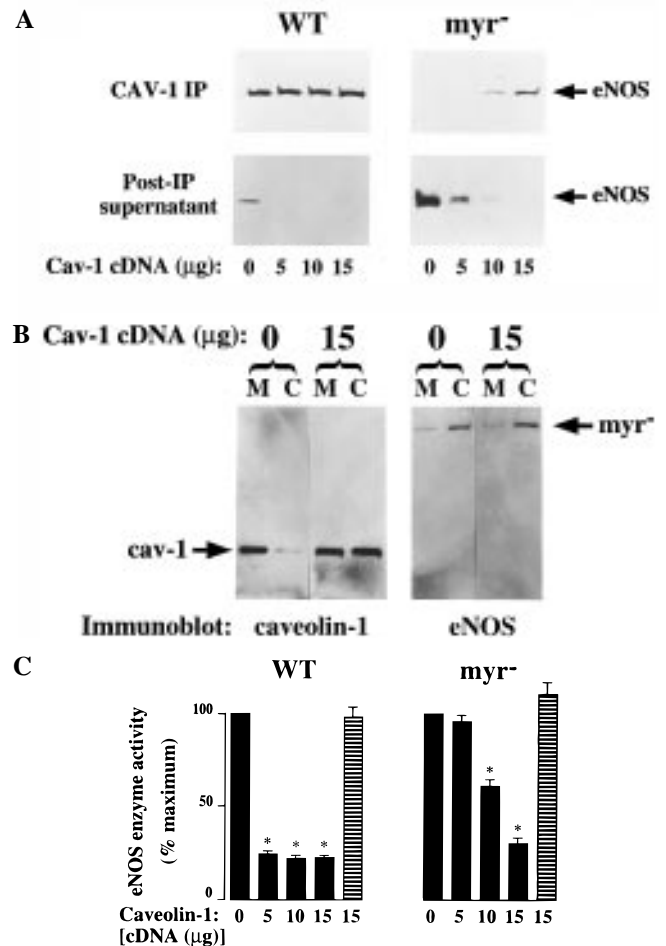 A
WT myr-
CAV-1 IP eNOS
Post-IP
supernatant eNOS
Cav-1 cDNA (µg): 0 5 10 15 0 5 10 15
B Cav-1 cDNA (µg): 0 15 0 15
M C M C M C M C
myr-
cav-1
Immunoblot: caveolin-1 eNOS
C
WT myr-
eNOS enzyme activity
(% maximum)
100
50
0
* * * * *
Caveolin-1: 0 5 10 15 15 0 5 10 15 15
[cDNA (µg)]